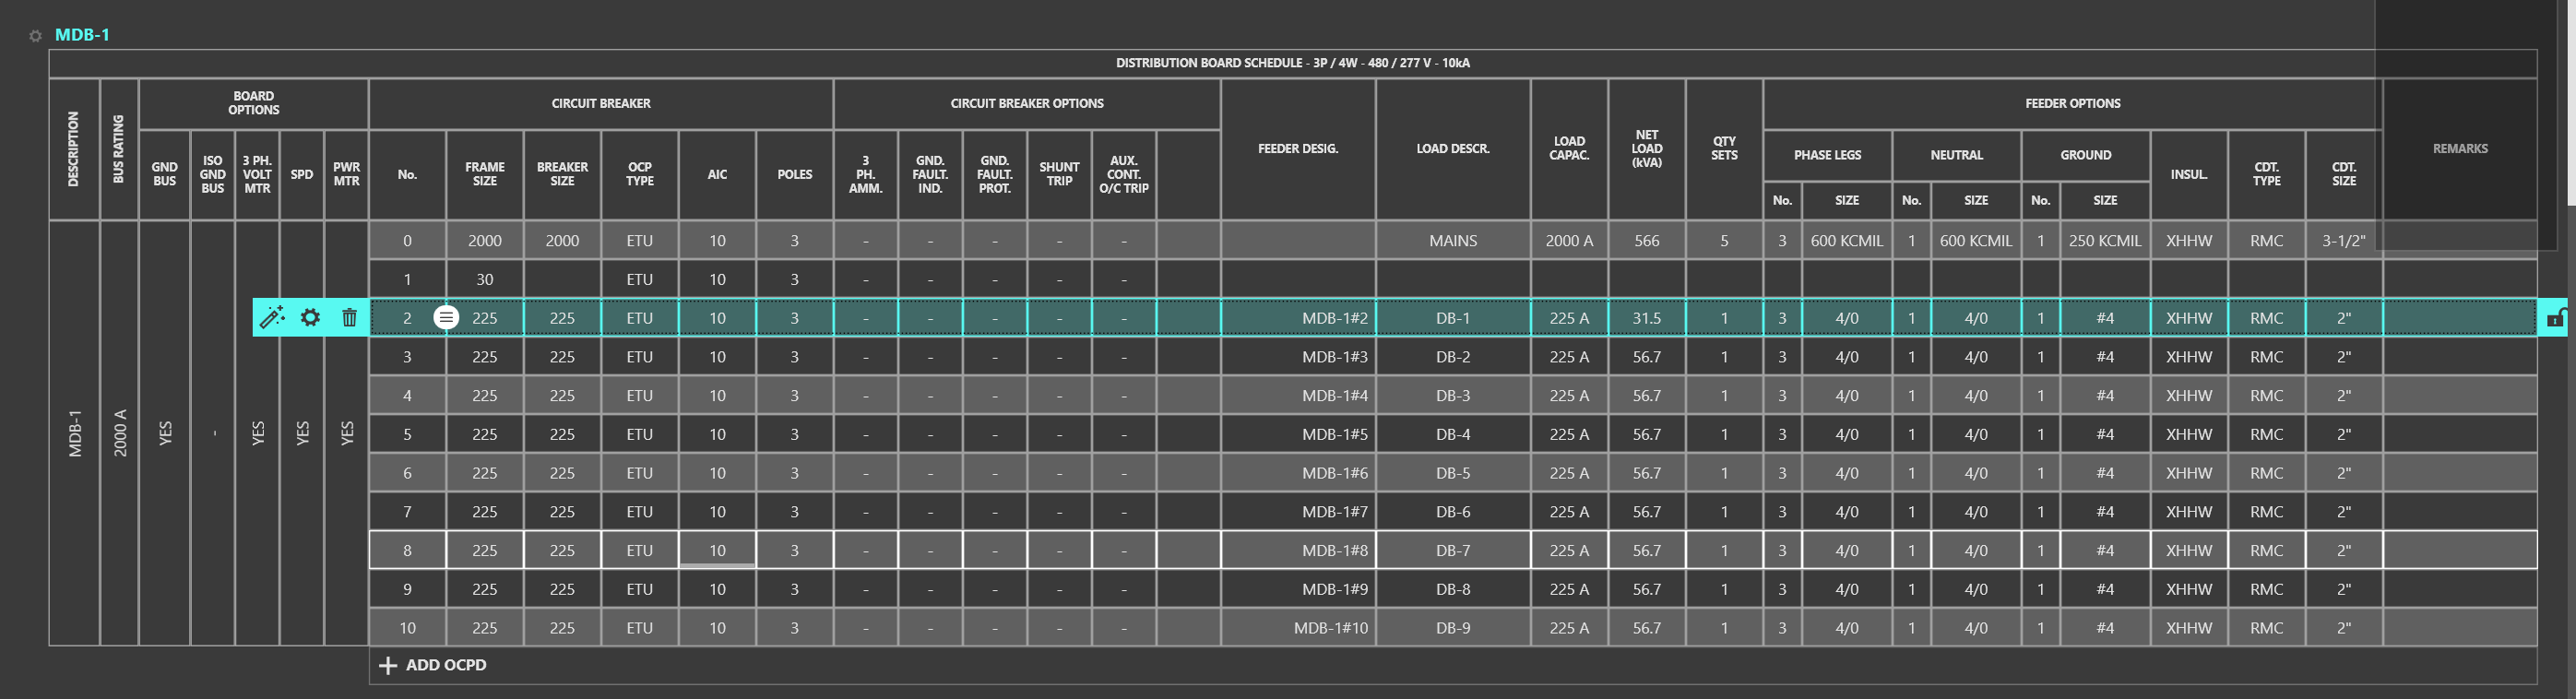 MDB-1
DISTRIBUTION BOARD SCHEDULE - 3P / 4W - 480 / 277 V - 10kA
DESCRIPTION
BUS RATING
BOARD
OPTIONS
CIRCUIT BREAKER
CIRCUIT BREAKER OPTIONS
FEEDER DESIG.
LOAD DESCR.
LOAD
CAPAC.
NET
LOAD
(kVA)
QTY
SETS
FEEDER OPTIONS
REMARKS
GND
BUS
ISO
GND
BUS
3 PH.
VOLT
MTR
SPD
PWR
MTR
No.
FRAME
SIZE
BREAKER
SIZE
OCP
TYPE
AIC
POLES
3
PH.
AMM.
GND.
FAULT.
IND.
GND.
FAULT.
PROT.
SHUNT
TRIP
AUX.
CONT.
O/C TRIP
PHASE LEGS
NEUTRAL
GROUND
INSUL.
CDT.
TYPE
CDT.
SIZE
No. SIZE No. SIZE No. SIZE
MDB-1
2000 A
YES
-
YES
YES
YES
0 2000 2000 ETU 10 3 - - - - - MAINS 2000 A 566 5 3 600 KCMIL 1 600 KCMIL 1 250 KCMIL XHHW RMC 3-1/2"
1 30 ETU 10 3 - - - - -
2 225 225 ETU 10 3 - - - - - MDB-1#2 DB-1 225 A 31.5 1 3 4/0 1 4/0 1 #4 XHHW RMC 2"
3 225 225 ETU 10 3 - - - - - MDB-1#3 DB-2 225 A 56.7 1 3 4/0 1 4/0 1 #4 XHHW RMC 2"
4 225 225 ETU 10 3 - - - - - MDB-1#4 DB-3 225 A 56.7 1 3 4/0 1 4/0 1 #4 XHHW RMC 2"
5 225 225 ETU 10 3 - - - - - MDB-1#5 DB-4 225 A 56.7 1 3 4/0 1 4/0 1 #4 XHHW RMC 2"
6 225 225 ETU 10 3 - - - - - MDB-1#6 DB-5 225 A 56.7 1 3 4/0 1 4/0 1 #4 XHHW RMC 2"
7 225 225 ETU 10 3 - - - - - MDB-1#7 DB-6 225 A 56.7 1 3 4/0 1 4/0 1 #4 XHHW RMC 2"
8 225 225 ETU 10 3 - - - - - MDB-1#8 DB-7 225 A 56.7 1 3 4/0 1 4/0 1 #4 XHHW RMC 2"
9 225 225 ETU 10 3 - - - - - MDB-1#9 DB-8 225 A 56.7 1 3 4/0 1 4/0 1 #4 XHHW RMC 2"
10 225 225 ETU 10 3 - - - - - MDB-1#10 DB-9 225 A 56.7 1 3 4/0 1 4/0 1 #4 XHHW RMC 2"
ADD OCPD